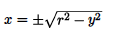 x = ±√(r² − y²)